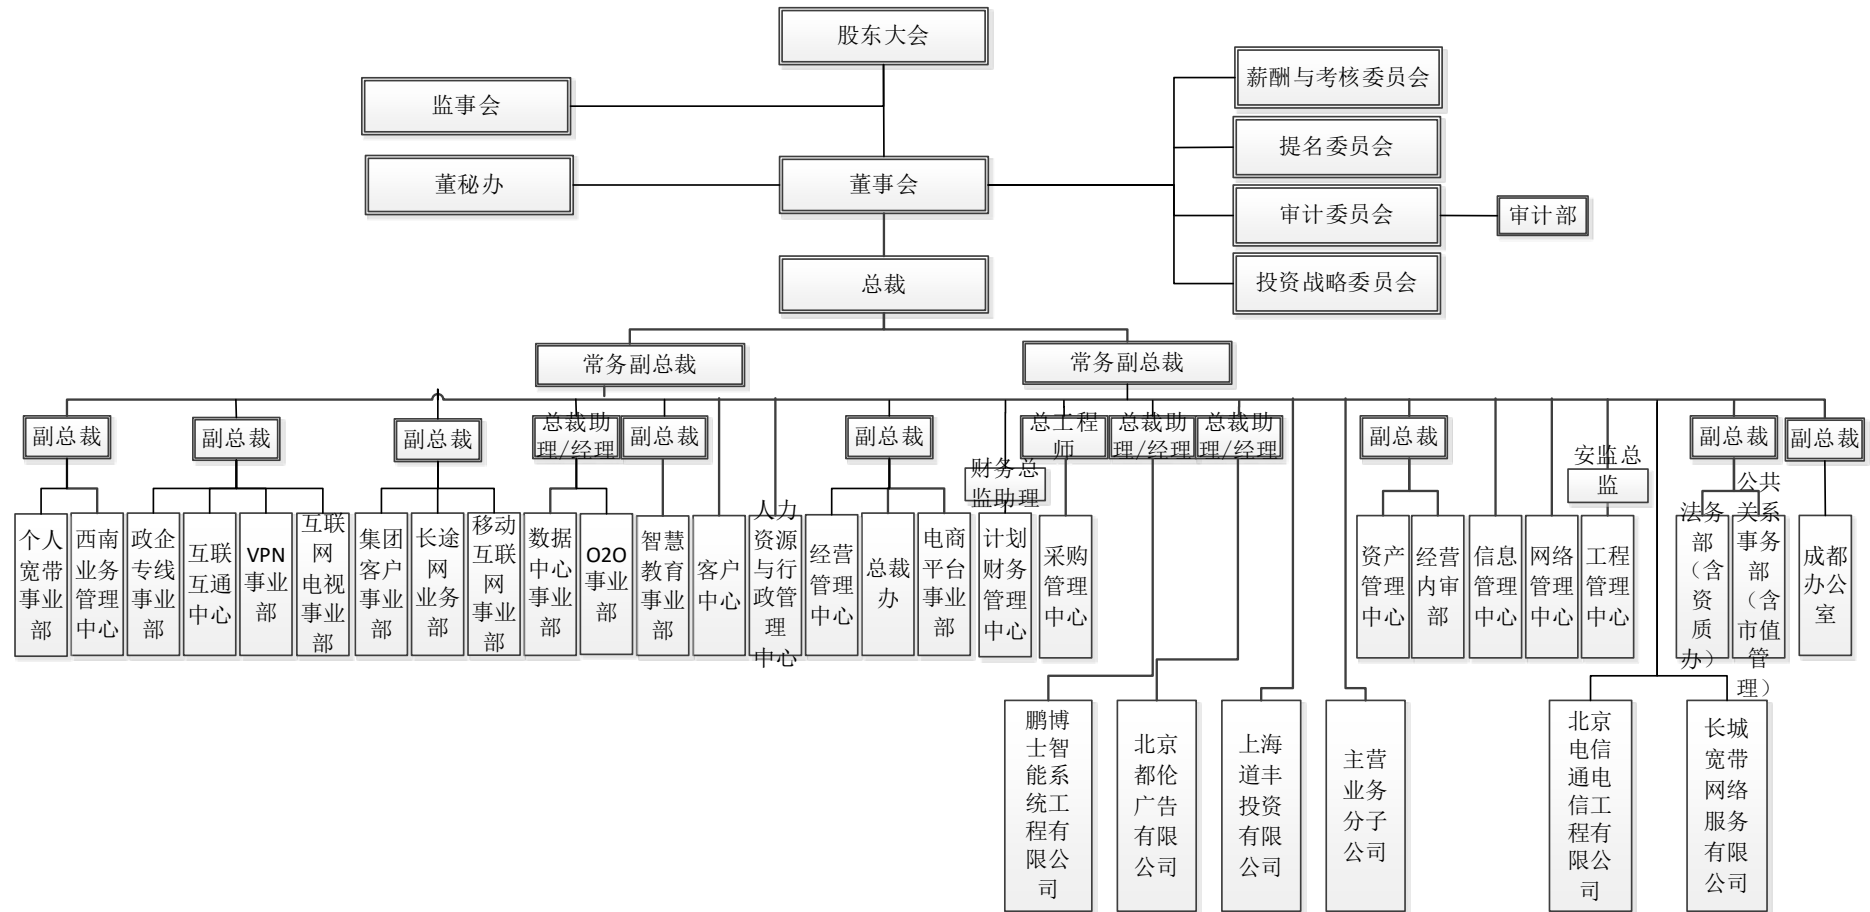 股东大会
监事会
薪酬与考核委员会
提名委员会
董秘办
董事会
审计委员会
审计部
总裁
投资战略委员会
常务副总裁
常务副总裁
副总裁
副总裁
副总裁
总裁助
理/经理
副总裁
副总裁
财务总
监助理
总工程
师
总裁助
理/经理
总裁助
理/经理
副总裁
安监总
监
副总裁
副总裁
个人
宽带
事业
部
西南
业务
管理
中心
政企
专线
事业
部
互联
互通
中心
VPN
事业
部
互联
网
电视
事业
部
集团
客户
事业
部
长途
网
业务
部
移动
互联
网
事业
部
数据
中心
事业
部
O2O
事业
部
智慧
教育
事业
部
客户
中心
人力
资源
与行
政管
理
中心
经营
管理
中心
总裁
办
电商
平台
事业
部
计划
财务
管理
中心
采购
管理
中心
资产
管理
中心
经营
内审
部
信息
管理
中心
网络
管理
中心
工程
管理
中心
法务
部
（含
资
质
办）
公共
关系
事务
部
（含
市值
管
理）
成都
办公
室
鹏博
士智
能系
统工
程有
限公
司
北京
都伦
广告
有限
公司
上海
道丰
投资
有限
公司
主营
业务
分子
公司
北京
电信
通电
信工
程有
限公
司
长城
宽带
网络
服务
有限
公司